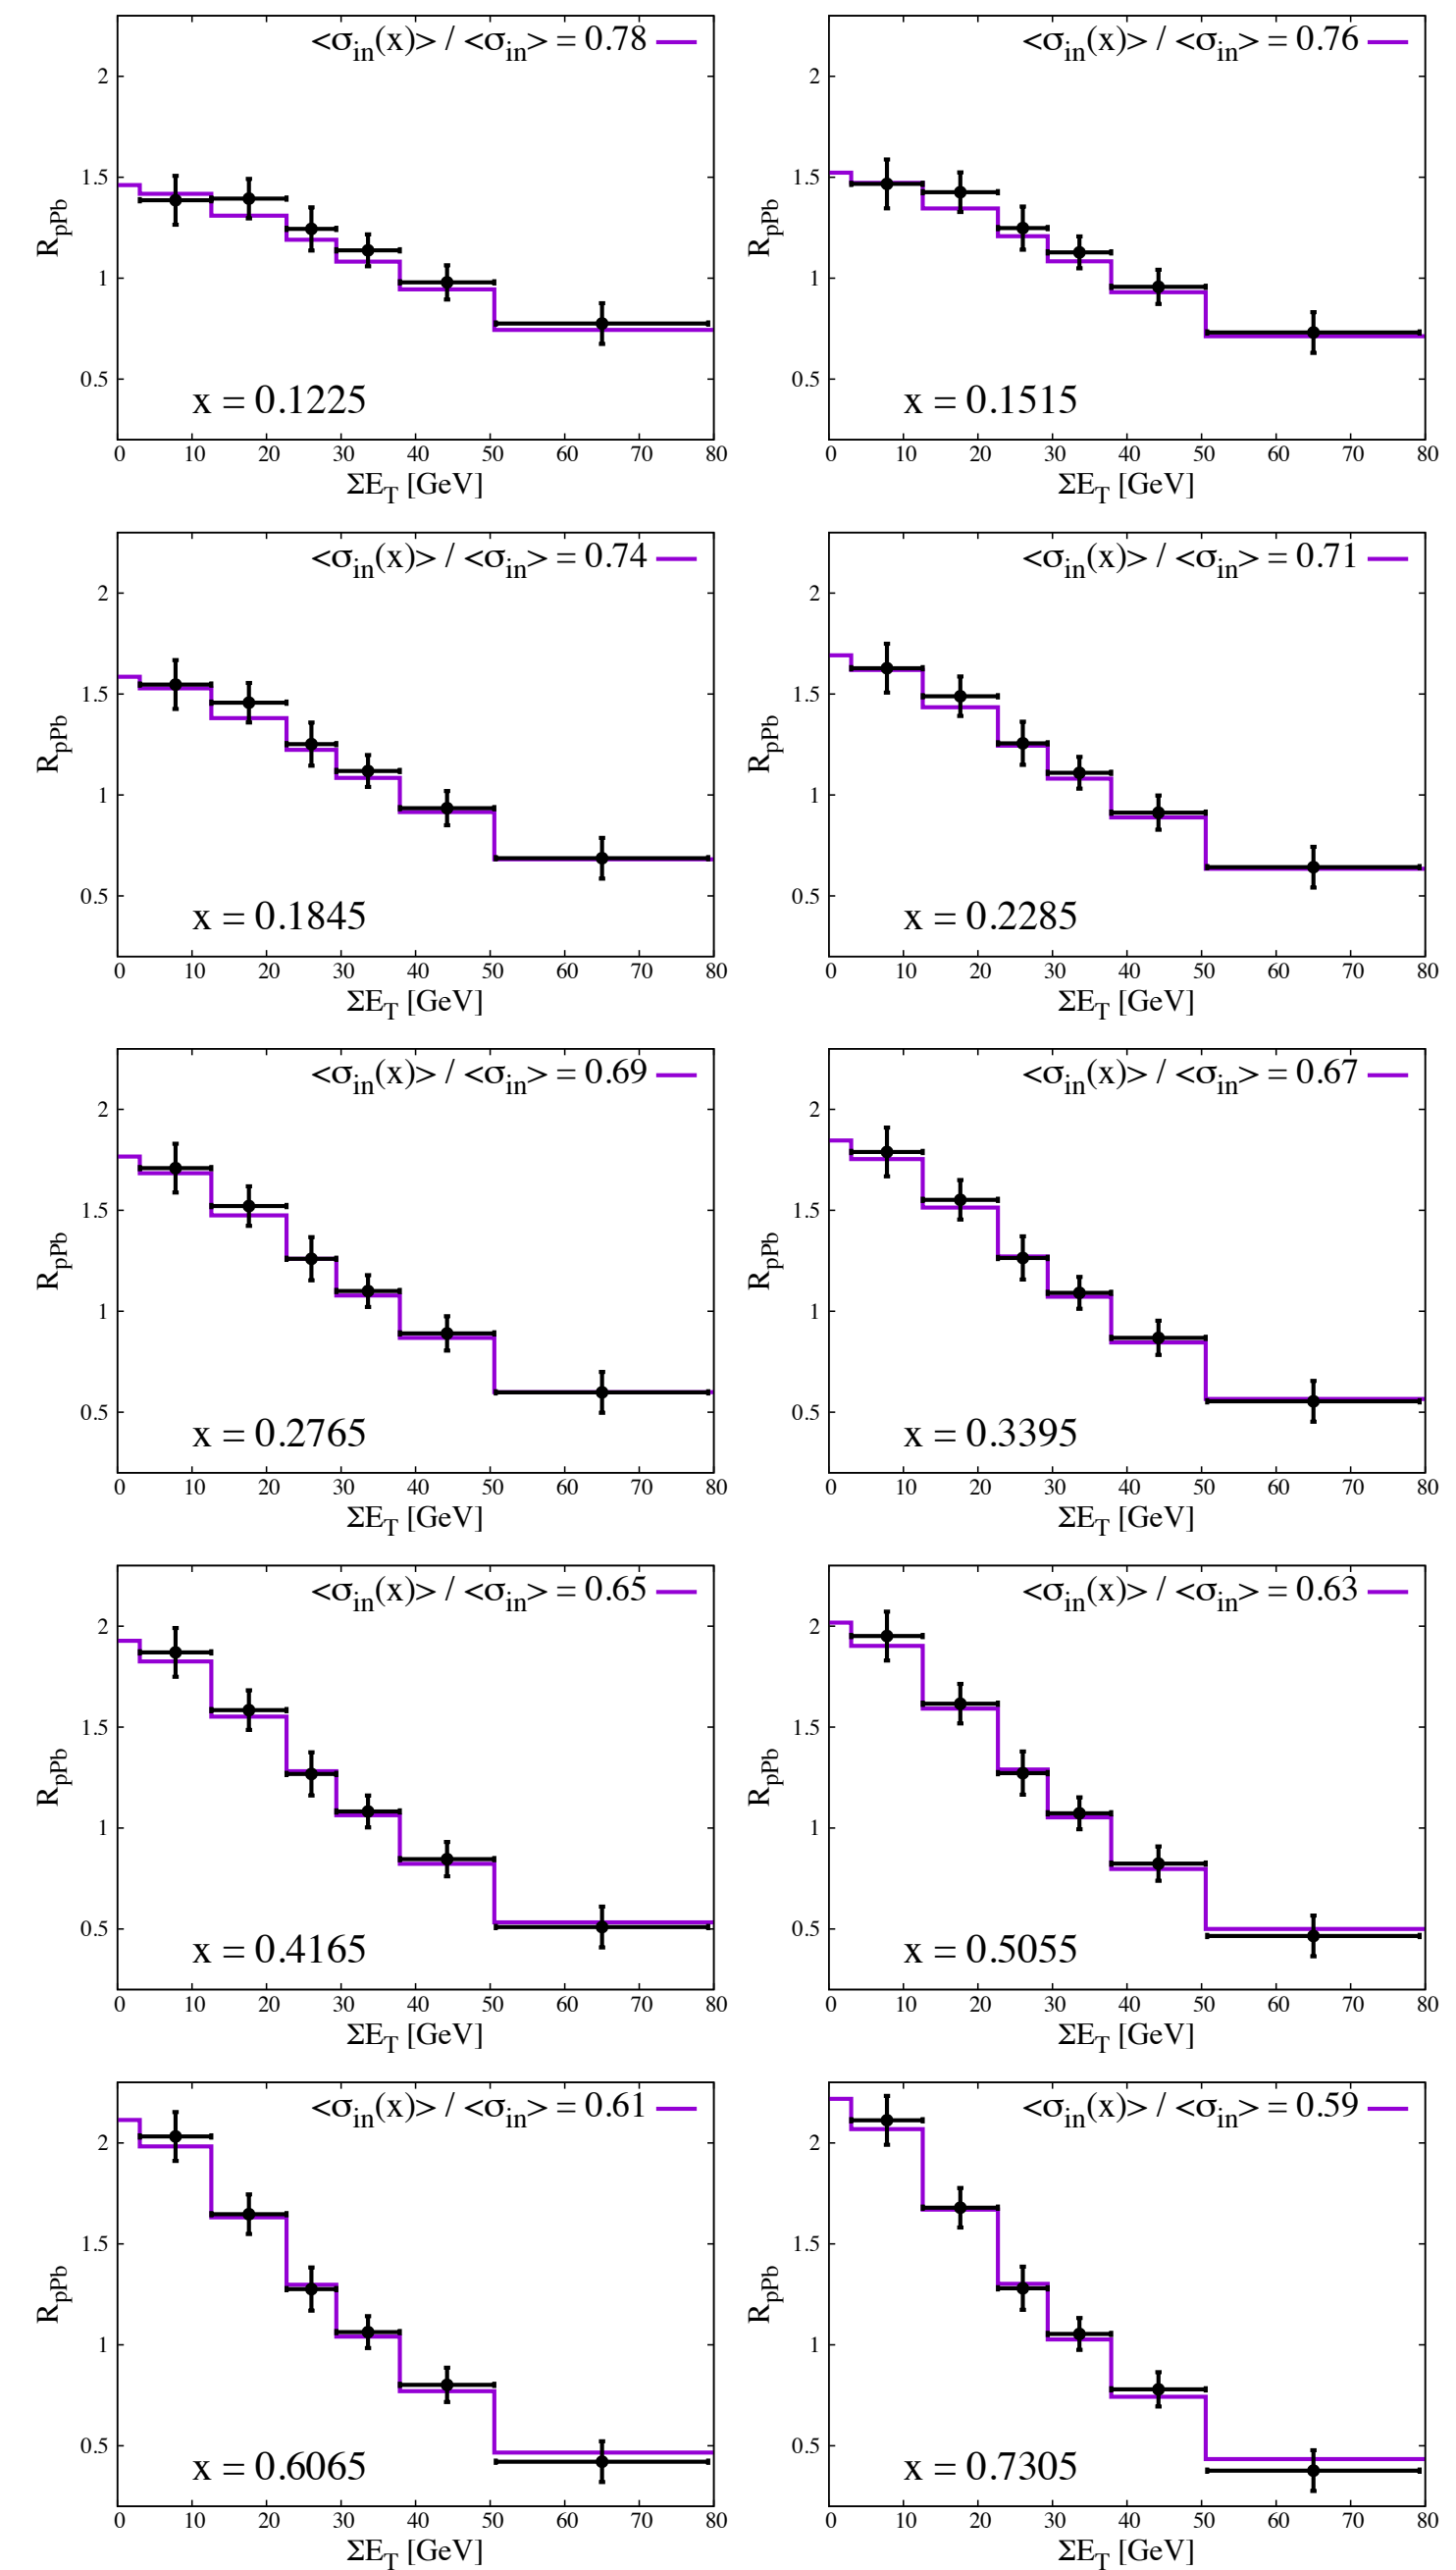 <σin(x)> / <σin> = 0.78
2
1.5
1
0.5
RpPb
x = 0.1225
0 10 20 30 40 50 60 70 80
ΣET [GeV]
<σin(x)> / <σin> = 0.76
2
1.5
1
0.5
RpPb
x = 0.1515
0 10 20 30 40 50 60 70 80
ΣET [GeV]
<σin(x)> / <σin> = 0.74
2
1.5
1
0.5
RpPb
x = 0.1845
0 10 20 30 40 50 60 70 80
ΣET [GeV]
<σin(x)> / <σin> = 0.71
2
1.5
1
0.5
RpPb
x = 0.2285
0 10 20 30 40 50 60 70 80
ΣET [GeV]
<σin(x)> / <σin> = 0.69
2
1.5
1
0.5
RpPb
x = 0.2765
0 10 20 30 40 50 60 70 80
ΣET [GeV]
<σin(x)> / <σin> = 0.67
2
1.5
1
0.5
RpPb
x = 0.3395
0 10 20 30 40 50 60 70 80
ΣET [GeV]
<σin(x)> / <σin> = 0.65
2
1.5
1
0.5
RpPb
x = 0.4165
0 10 20 30 40 50 60 70 80
ΣET [GeV]
<σin(x)> / <σin> = 0.63
2
1.5
1
0.5
RpPb
x = 0.5055
0 10 20 30 40 50 60 70 80
ΣET [GeV]
<σin(x)> / <σin> = 0.61
2
1.5
1
0.5
RpPb
x = 0.6065
0 10 20 30 40 50 60 70 80
ΣET [GeV]
<σin(x)> / <σin> = 0.59
2
1.5
1
0.5
RpPb
x = 0.7305
0 10 20 30 40 50 60 70 80
ΣET [GeV]